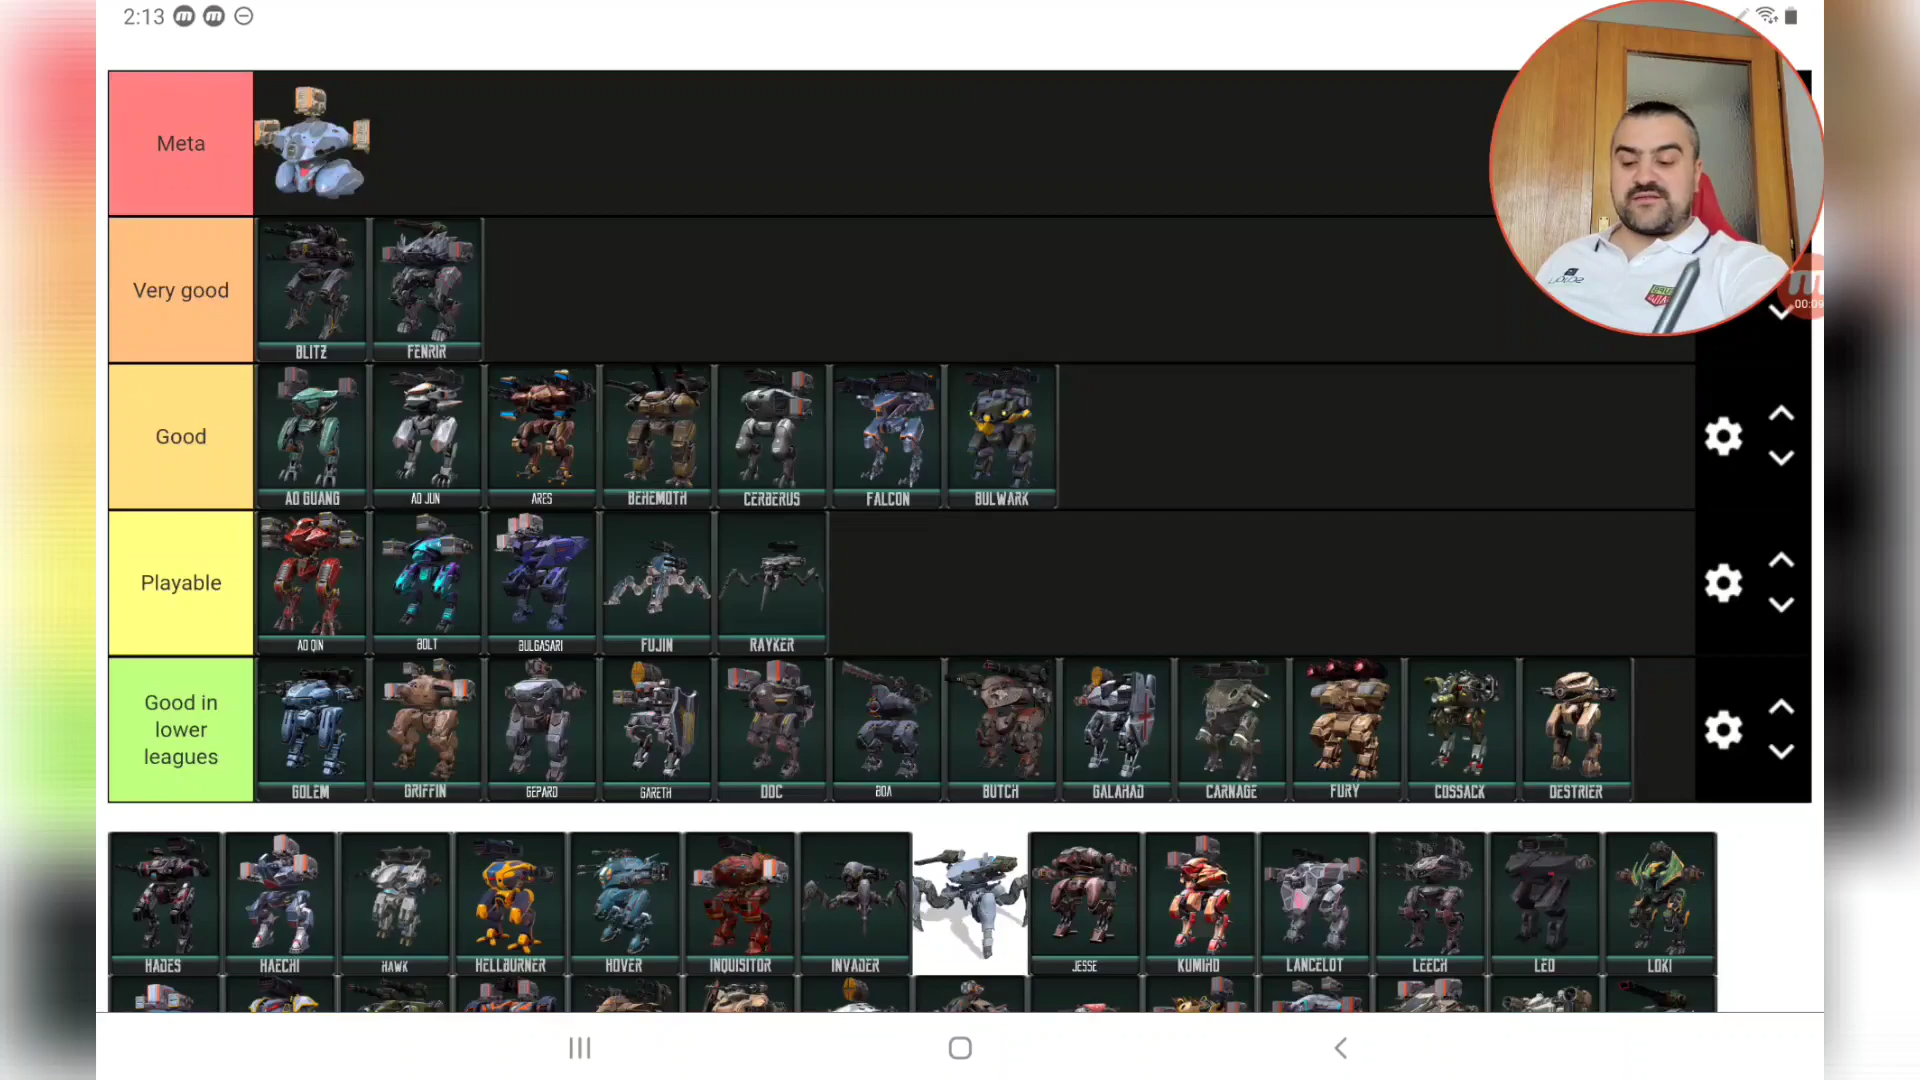 2:13
Meta
Very good
BLITZ
FENRIR
00:09
Good
AO GUANG
AO JUN
ARES
BEHEMOTH
CERBERUS
FALCON
BULWARK
Playable
AO QIN
BOLT
BULGASARI
FUJIN
RAYKER
Good in
lower
leagues
GOLEM
GRIFFIN
GEPARD
GARETH
DOC
BOA
BUTCH
GALAHAD
CARNAGE
FURY
COSSACK
DESTRIER
HADES
HAECHI
HAWK
HELLBURNER
HOVER
INQUISITOR
INVADER
JESSE
KUMIHO
LANCELOT
LEECH
LEO
LOKI